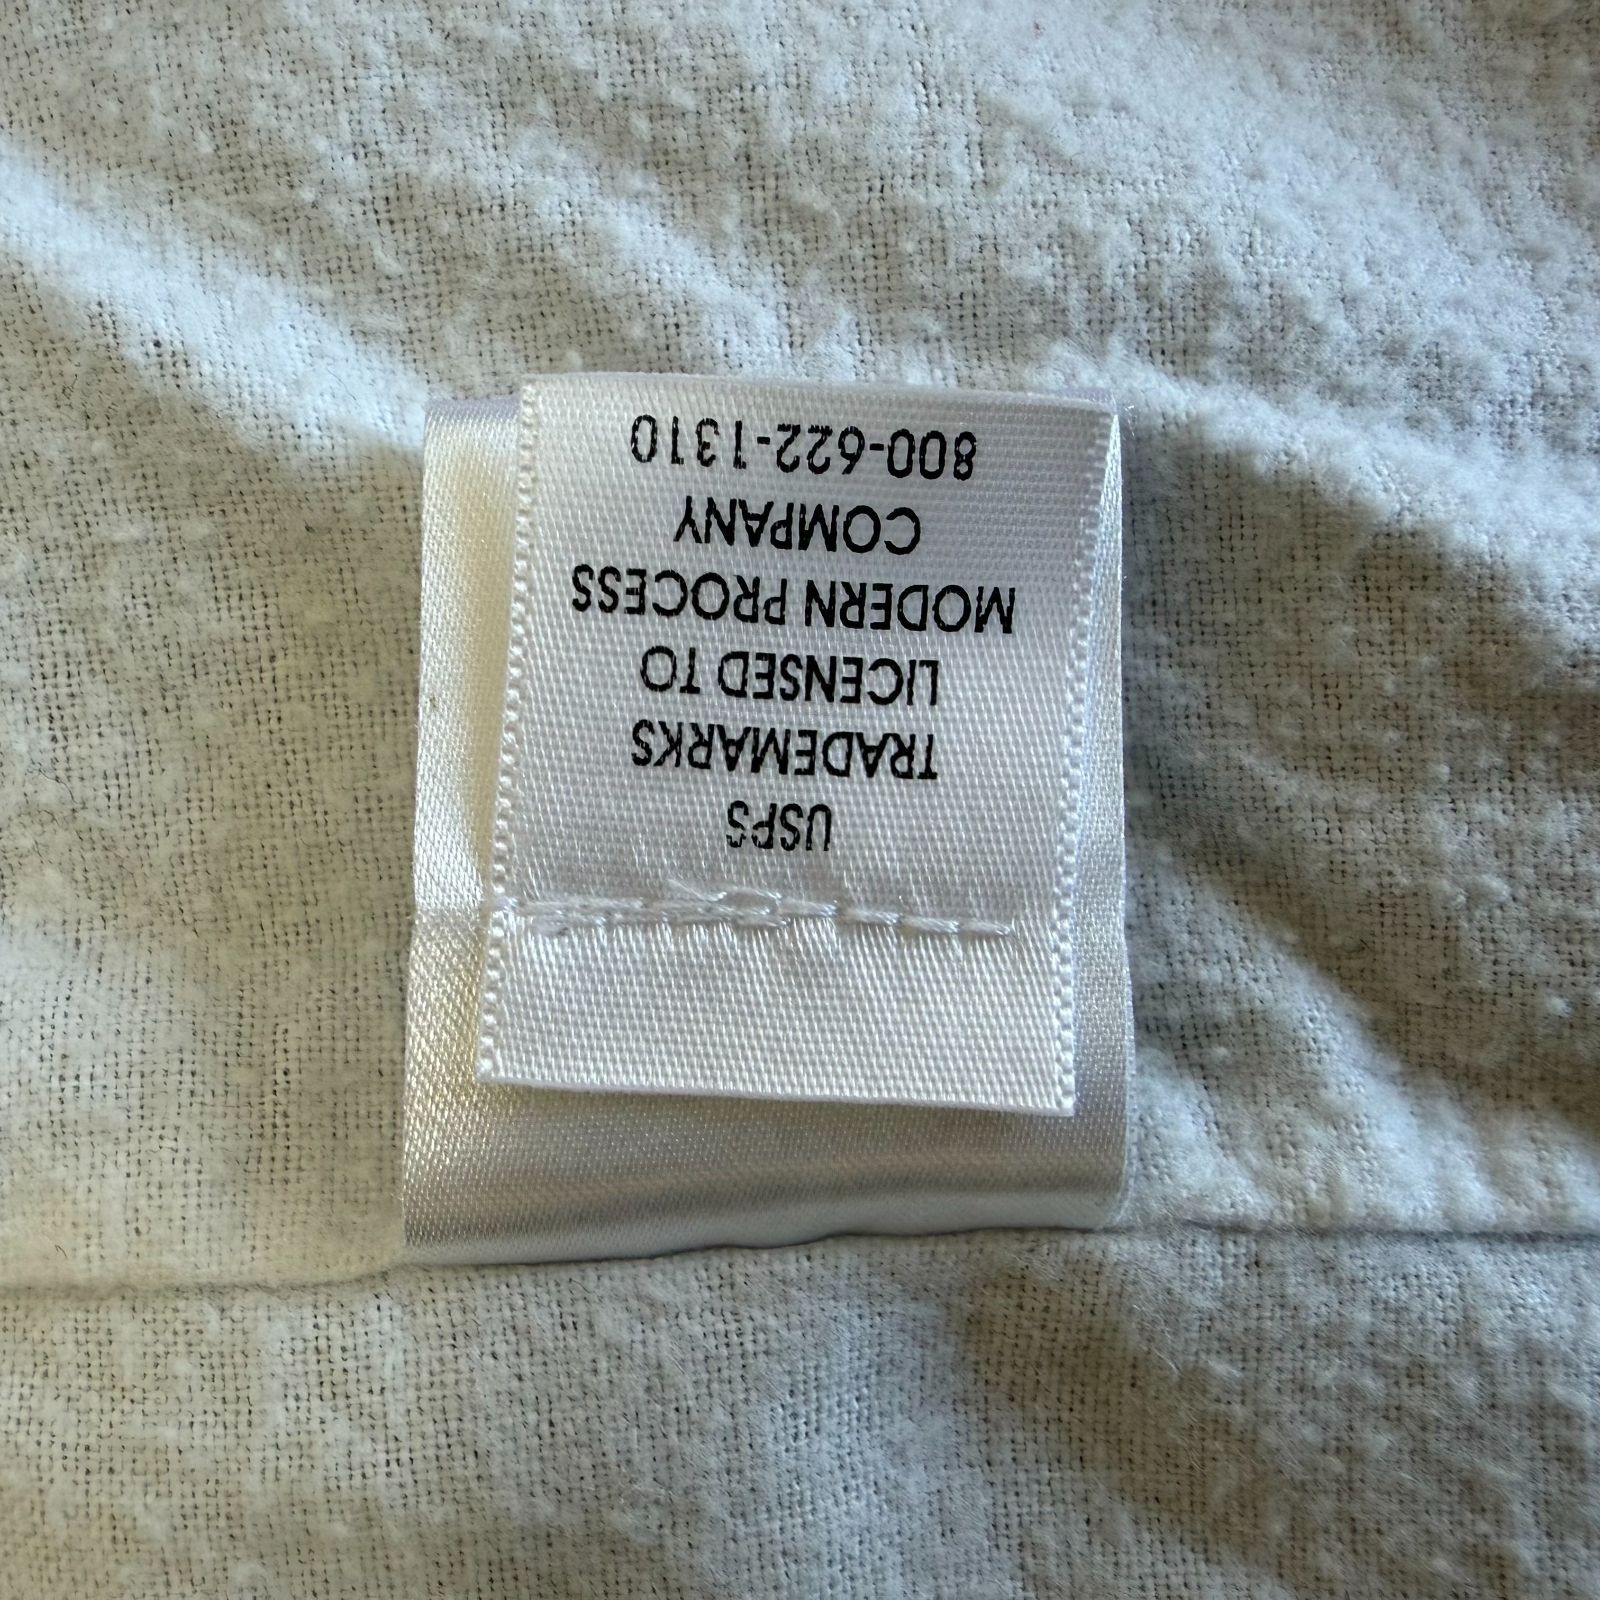 USPS
TRADEMARKS
LICENSED TO
MODERN PROCESS
COMPANY
800-622-1310